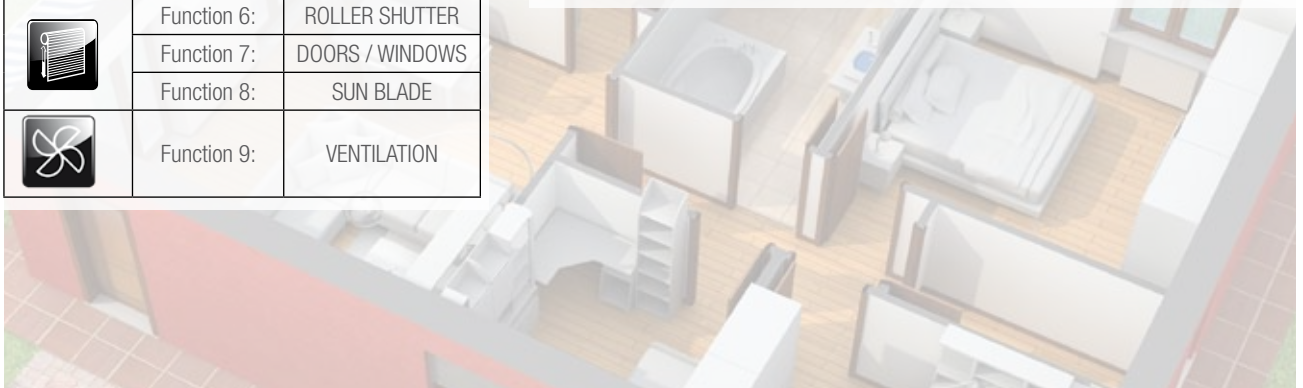 Function 6: ROLLER SHUTTER
Function 7: DOORS / WINDOWS
Function 8: SUN BLADE
Function 9: VENTILATION